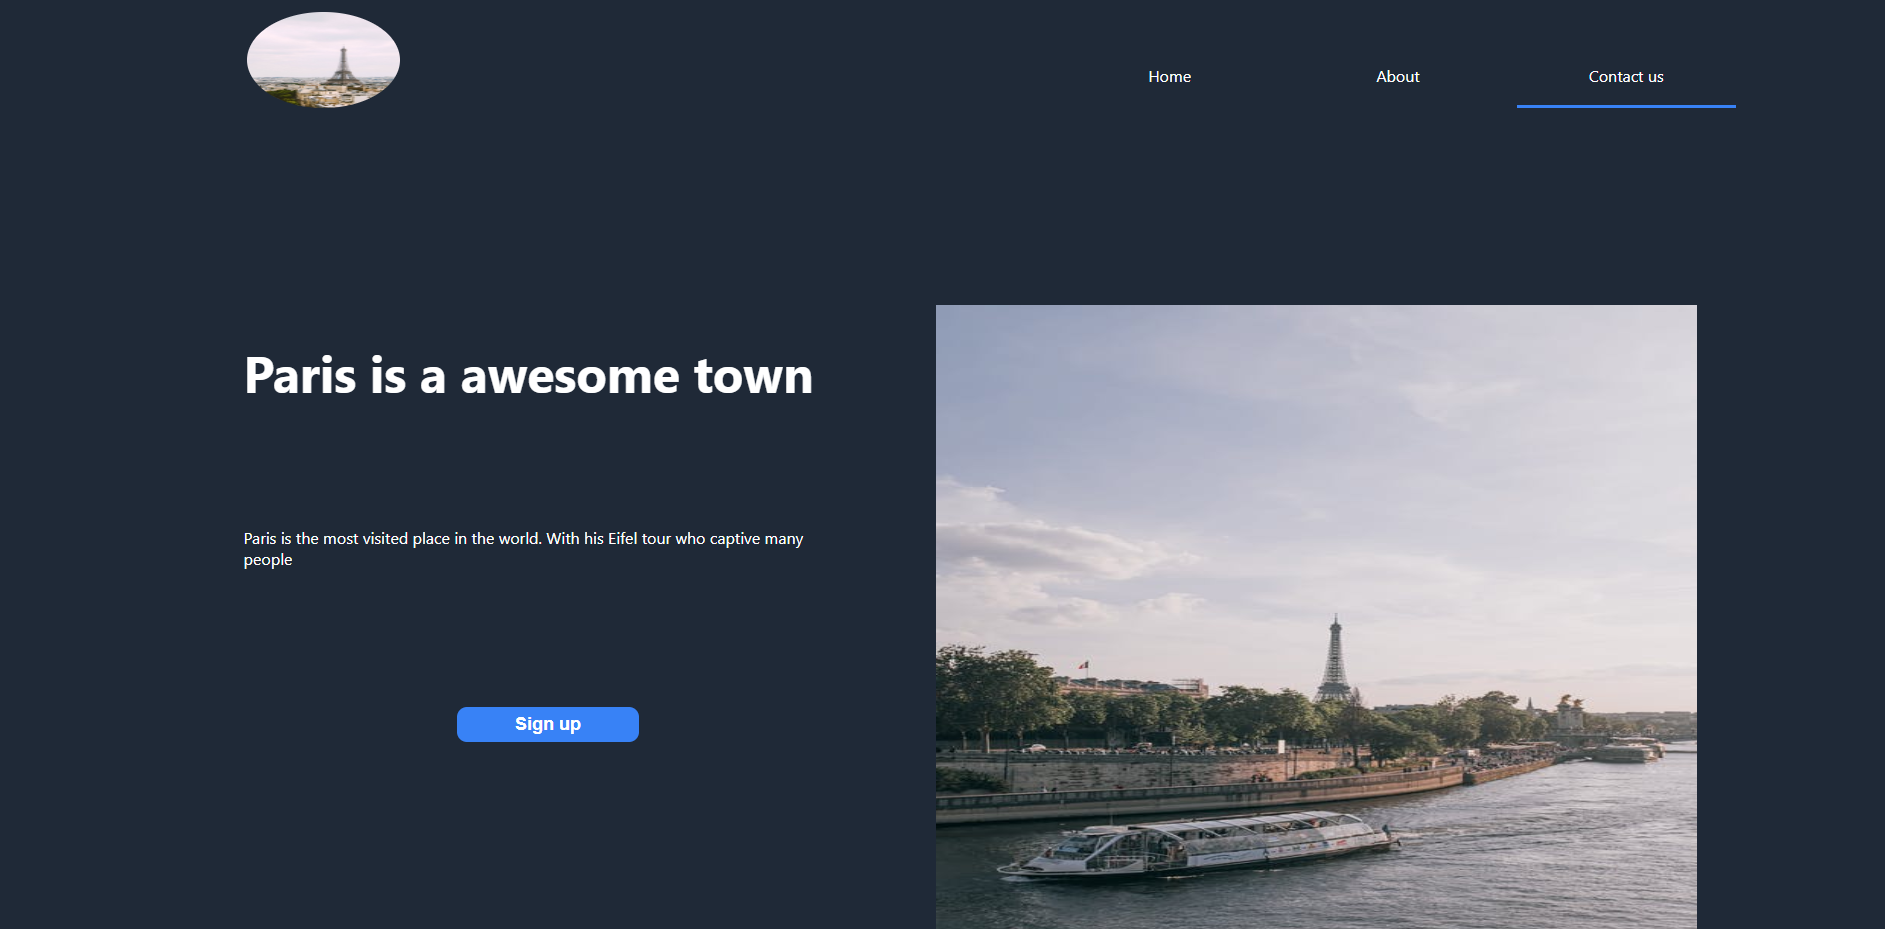 Home
About
Contact us
Paris is a awesome town
Paris is the most visited place in the world. With his Eifel tour who captive many
people
Sign up